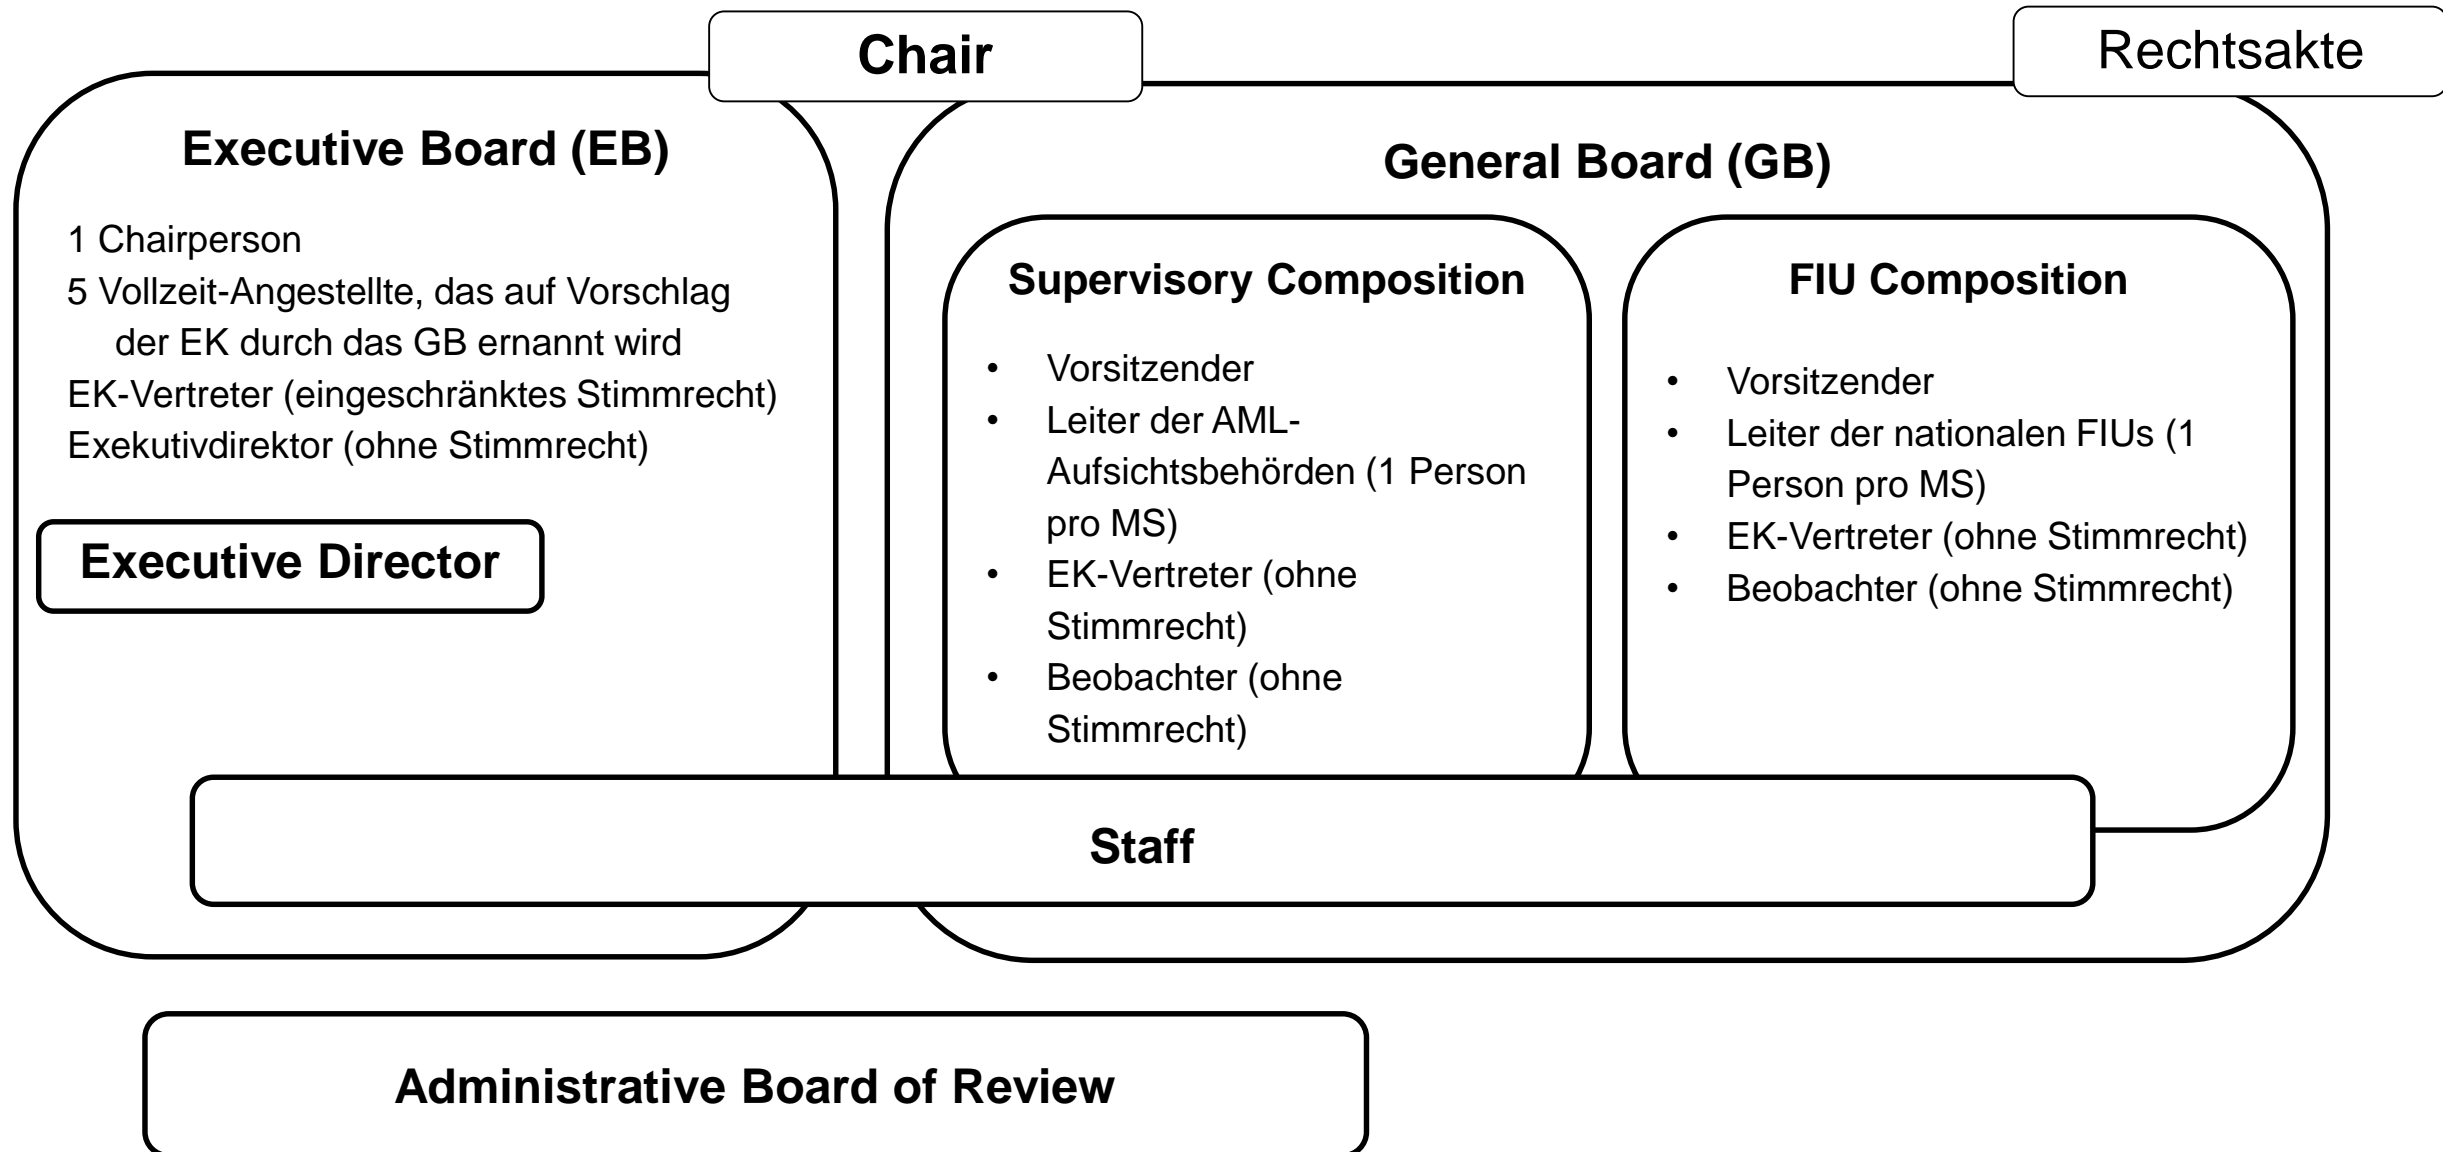 Chair
Rechtsakte
Executive Board (EB)
1 Chairperson
5 Vollzeit-Angestellte, das auf Vorschlag
der EK durch das GB ernannt wird
EK-Vertreter (eingeschränktes Stimmrecht)
Exekutivdirektor (ohne Stimmrecht)
Executive Director
General Board (GB)
Supervisory Composition
• Vorsitzender
• Leiter der AML-
Aufsichtsbehörden (1 Person
pro MS)
• EK-Vertreter (ohne
Stimmrecht)
• Beobachter (ohne
Stimmrecht)
FIU Composition
• Vorsitzender
• Leiter der nationalen FIUs (1
Person pro MS)
• EK-Vertreter (ohne Stimmrecht)
• Beobachter (ohne Stimmrecht)
Staff
Administrative Board of Review